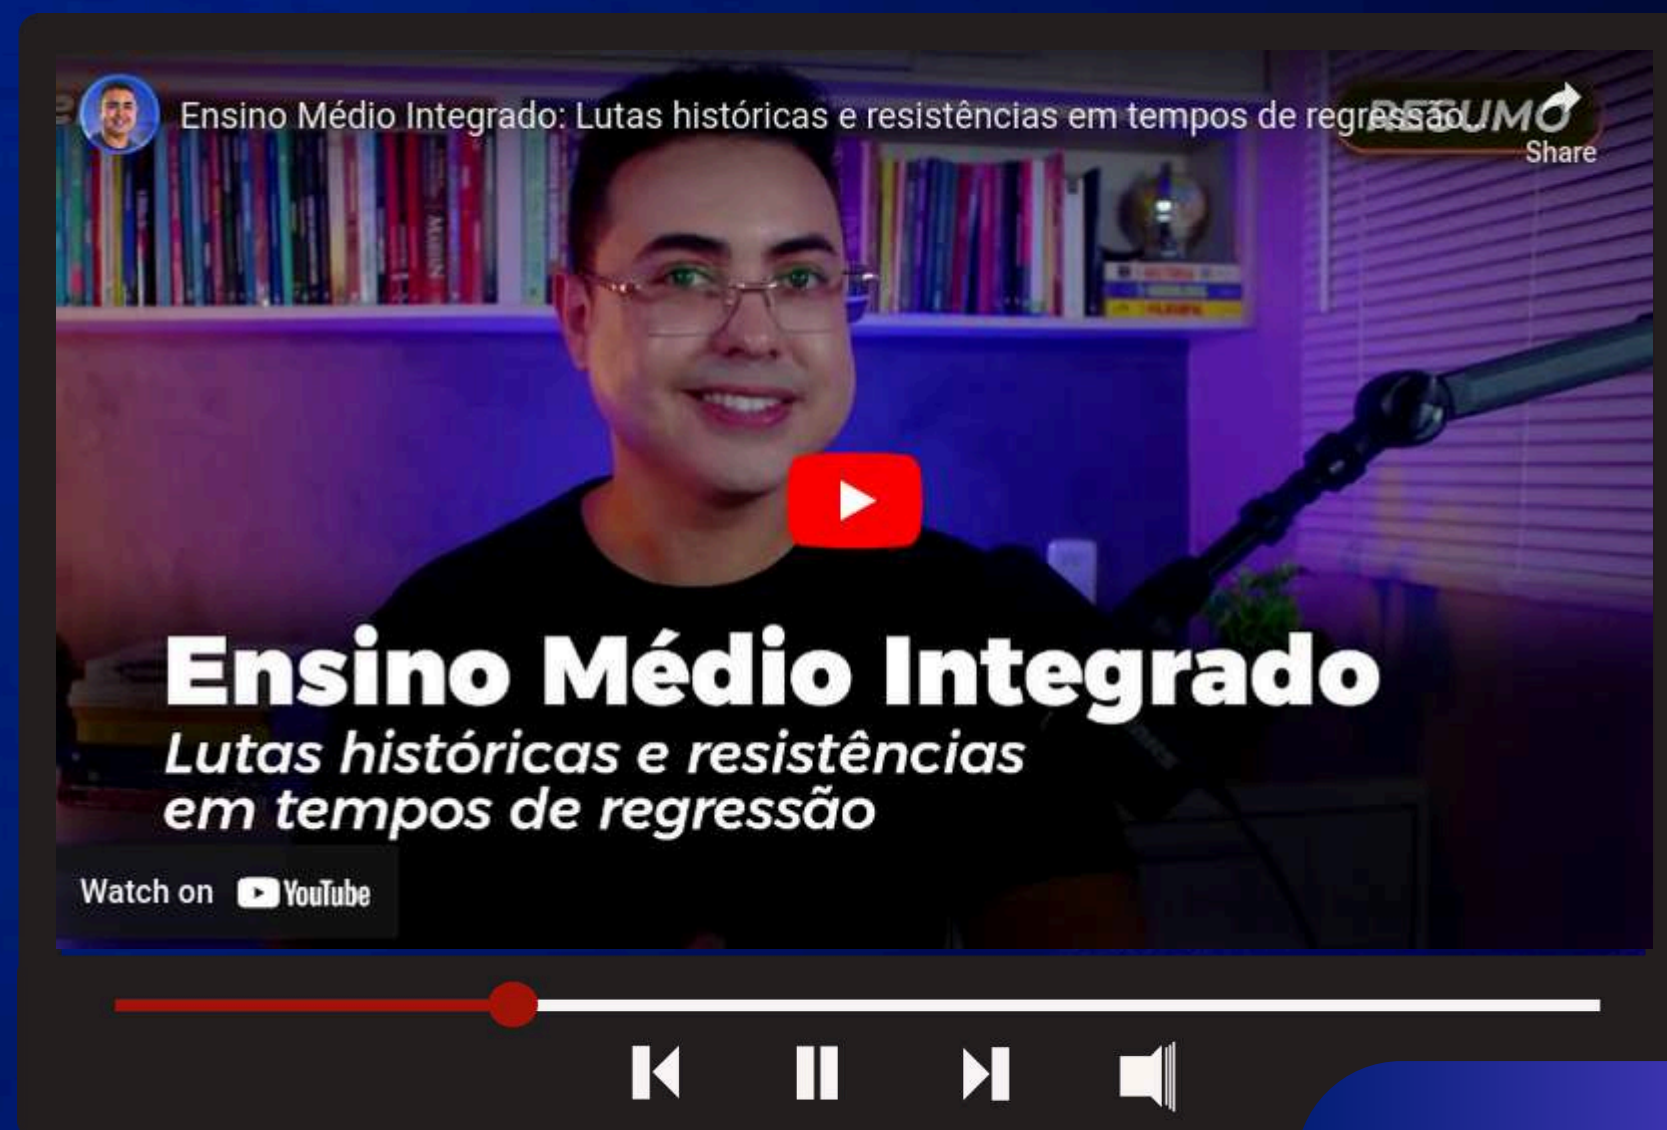 Ensino Médio Integrado: Lutas históricas e resistências em tempos de regressão...
RESUMO
Share
Ensino Médio Integrado
Lutas históricas e resistências
em tempos de regressão
Watch on YouTube